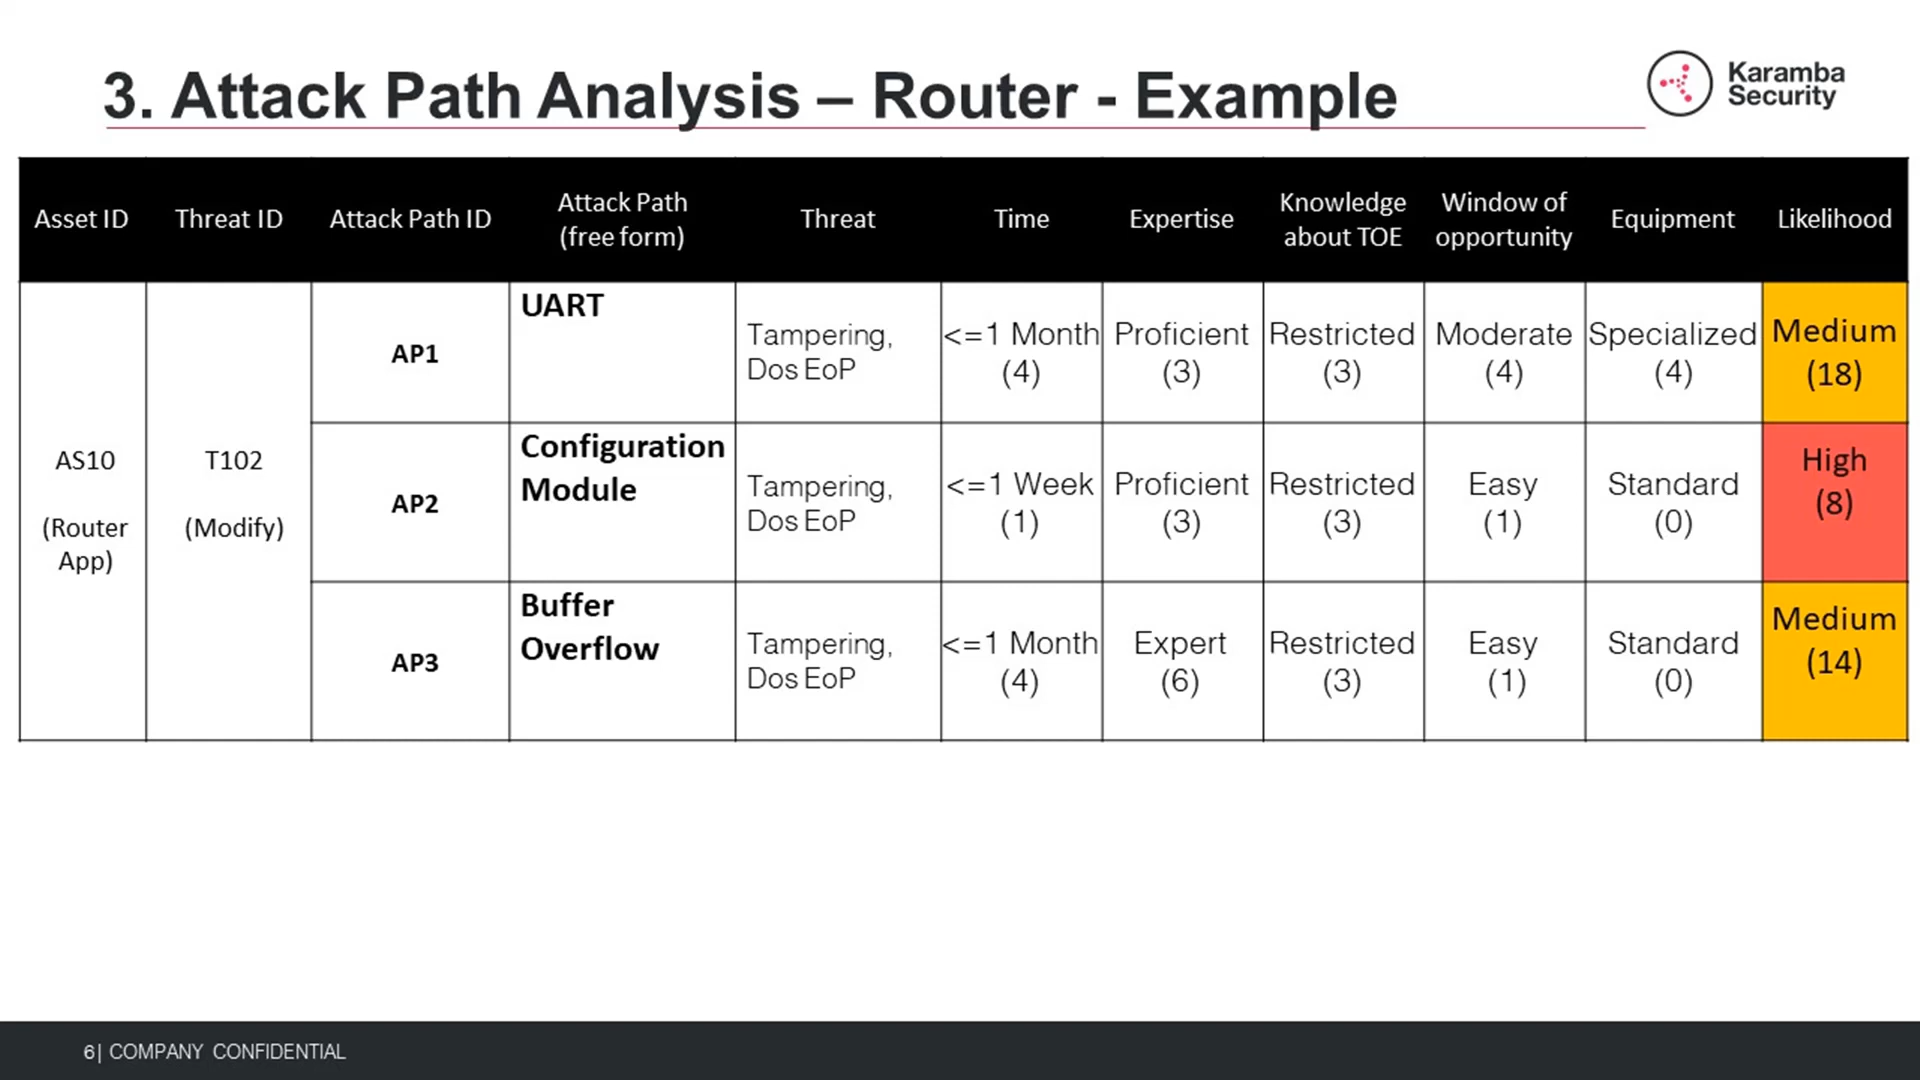 3. Attack Path Analysis – Router - Example
Karamba
Security
Asset ID
Threat ID
Attack Path ID
Attack Path
(free form)
Threat
Time
Expertise
Knowledge
about TOE
Window of
opportunity
Equipment
Likelihood
AS10
(Router
App)
T102
(Modify)
AP1
UART
Tampering,
Dos EoP
<=1 Month
(4)
Proficient
(3)
Restricted
(3)
Moderate
(4)
Specialized
(4)
Medium
(18)
AP2
Configuration
Module
Tampering,
Dos EoP
<=1 Week
(1)
Proficient
(3)
Restricted
(3)
Easy
(1)
Standard
(0)
High
(8)
AP3
Buffer
Overflow
Tampering,
Dos EoP
<=1 Month
(4)
Expert
(6)
Restricted
(3)
Easy
(1)
Standard
(0)
Medium
(14)
6| COMPANY CONFIDENTIAL